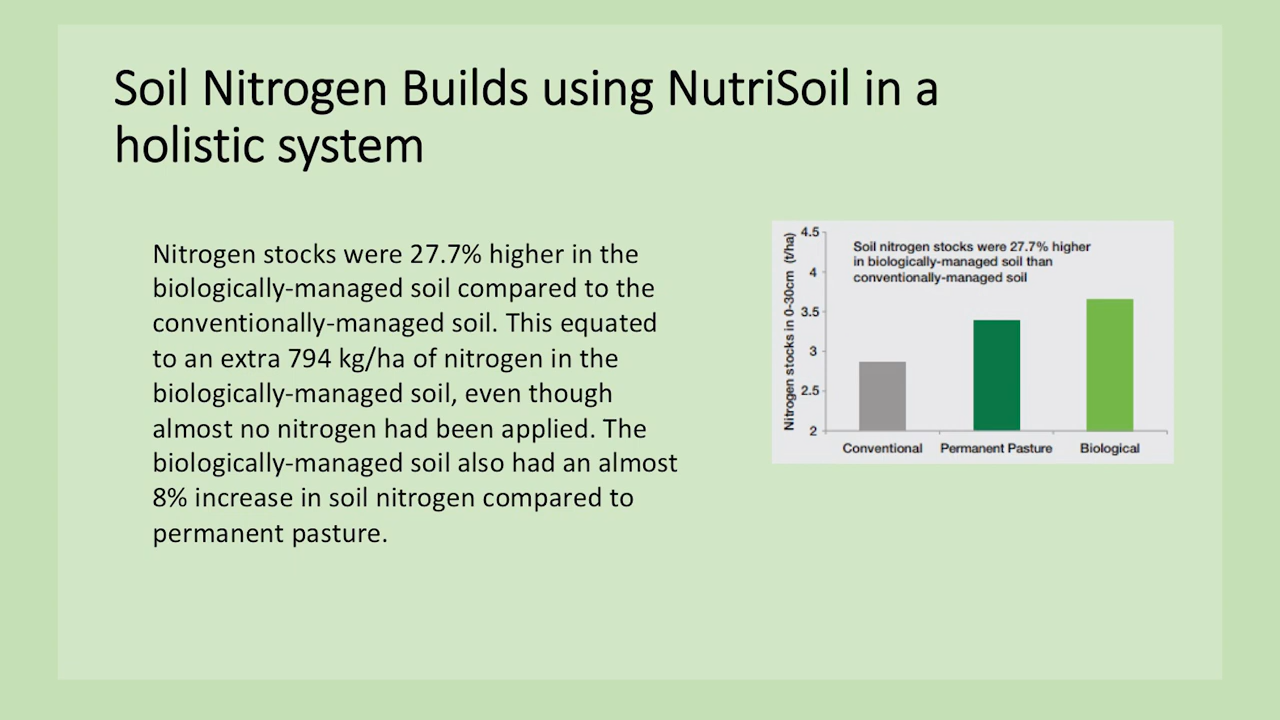 Soil Nitrogen Builds using NutriSoil in a
holistic system
Nitrogen stocks were 27.7% higher in the
biologically-managed soil compared to the
conventionally-managed soil. This equated
to an extra 794 kg/ha of nitrogen in the
biologically-managed soil, even though
almost no nitrogen had been applied. The
biologically-managed soil also had an almost
8% increase in soil nitrogen compared to
permanent pasture.
Nitrogen stocks in 0-30cm (t/ha)
4.5
4
3.5
3
2.5
2
Soil nitrogen stocks were 27.7% higher
in biologically-managed soil than
conventionally-managed soil
Conventional Permanent Pasture Biological